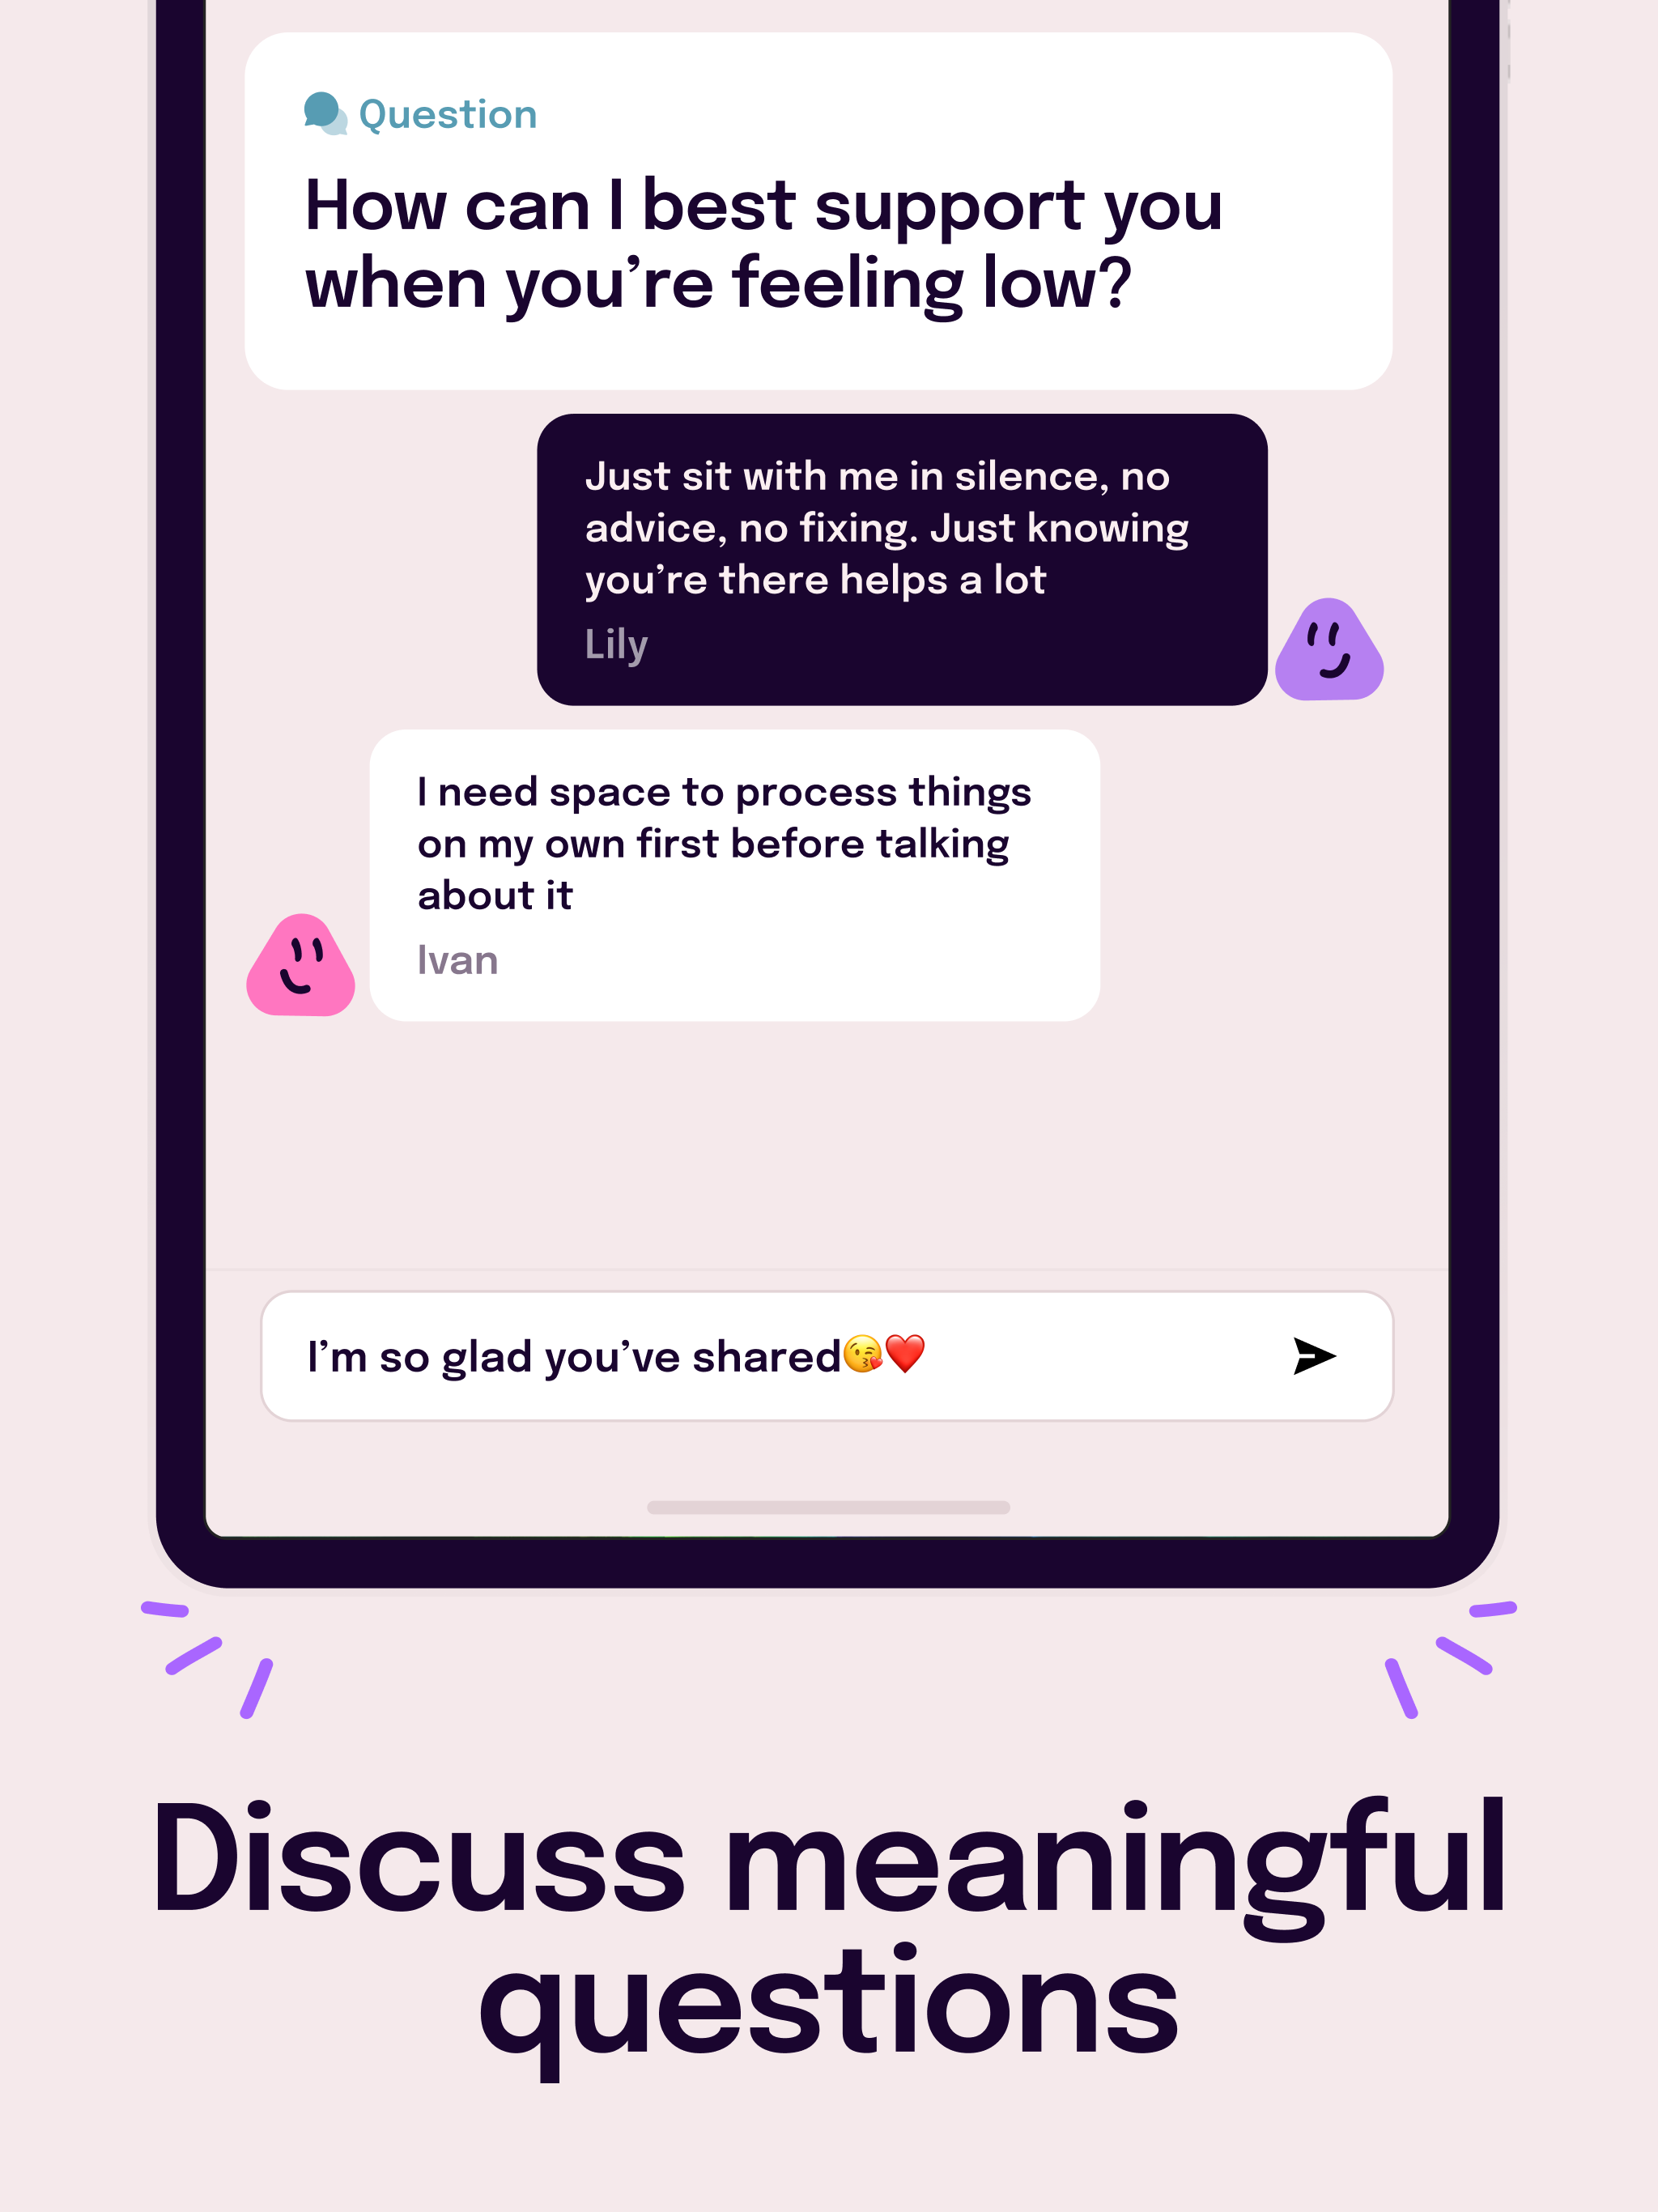 Question
How can I best support you
when you’re feeling low?
Just sit with me in silence, no
advice, no fixing. Just knowing
you’re there helps a lot
Lily
I need space to process things
on my own first before talking
about it
Ivan
I’m so glad you’ve shared😘❤️
Discuss meaningful
questions